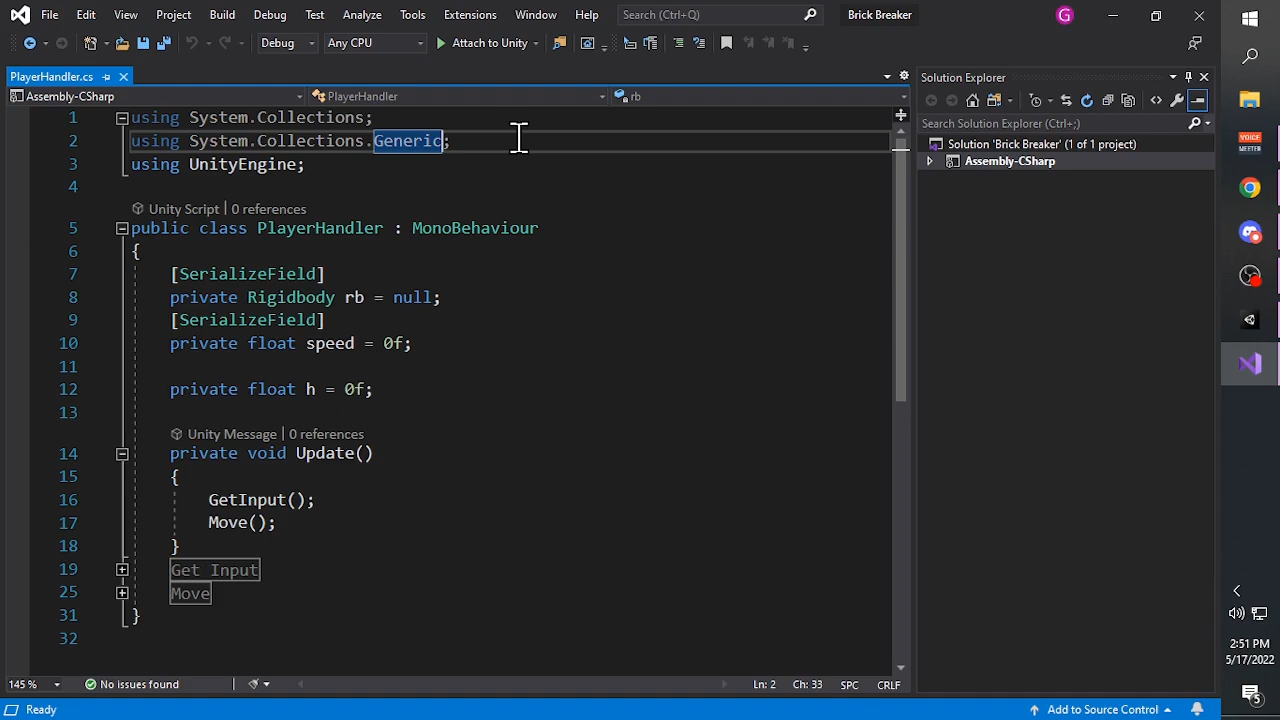 File Edit View Project Build Debug Test Analyze Tools Extensions Window Help Search (Ctrl+Q) Brick Breaker G
Debug Any CPU Attach to Unity
PlayerHandler.cs
Solution Explorer
Assembly-CSharp PlayerHandler rb
Search Solution Explorer (Ctrl+;)
Solution 'Brick Breaker' (1 of 1 project)
Assembly-CSharp
VOICE
MEETER
1 using System.Collections;
2 using System.Collections.Generic;
3 using UnityEngine;
4
Unity Script | 0 references
5 public class PlayerHandler : MonoBehaviour
6 {
7 [SerializeField]
8 private Rigidbody rb = null;
9 [SerializeField]
10 private float speed = 0f;
11
12 private float h = 0f;
13
Unity Message | 0 references
14 private void Update()
15 {
16 GetInput();
17 Move();
18 }
19 Get Input
25 Move
31 }
32
145 % No issues found Ln: 2 Ch: 33 SPC CRLF
Ready Add to Source Control
2:51 PM
5/17/2022
5